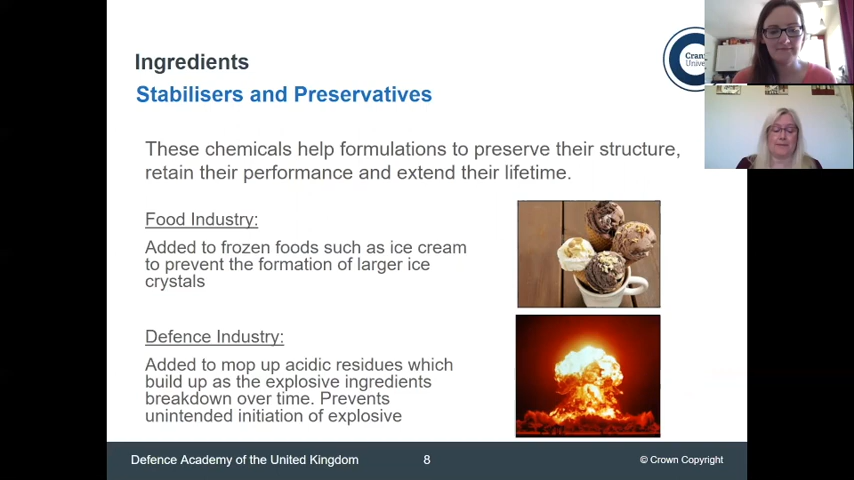 Ingredients
Stabilisers and Preservatives
These chemicals help formulations to preserve their structure,
retain their performance and extend their lifetime.
Food Industry:
Added to frozen foods such as ice cream
to prevent the formation of larger ice
crystals
Defence Industry:
Added to mop up acidic residues which
build up as the explosive ingredients
breakdown over time. Prevents
unintended initiation of explosive
Defence Academy of the United Kingdom
8
© Crown Copyright